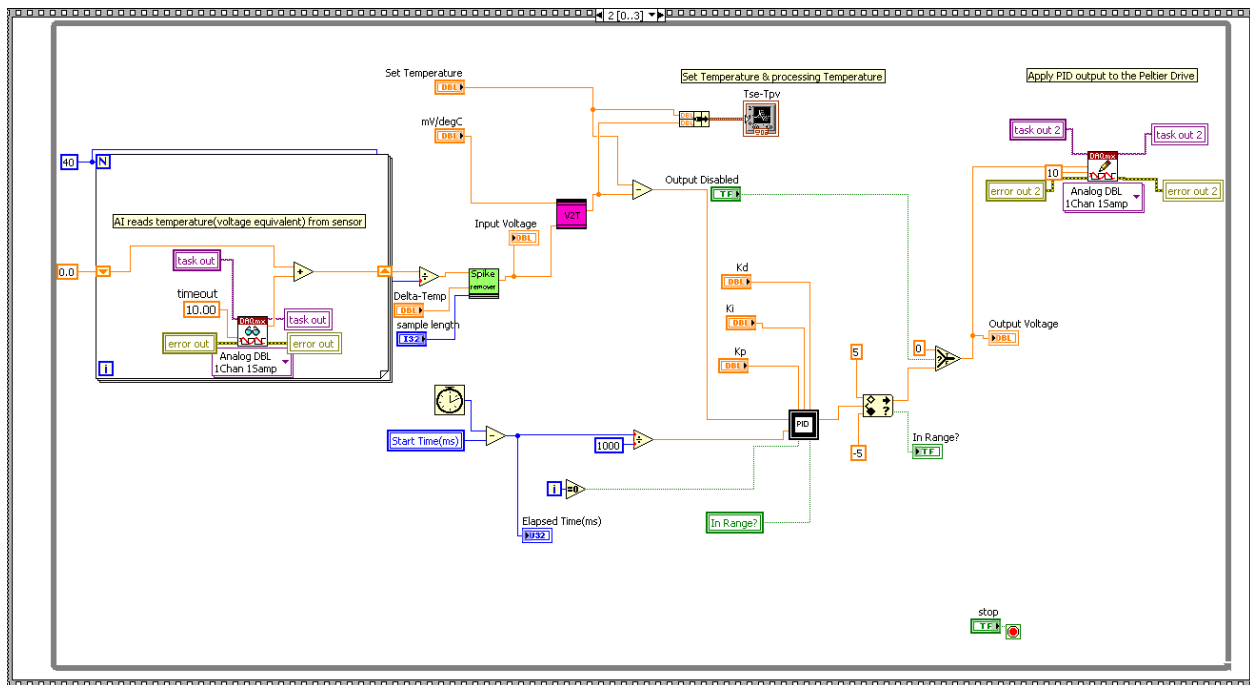 2 [0..3]
Set Temperature
DBL
Set Temperature & processing Temperature
Apply PID output to the Peltier Drive
Tse-Tpv
mV/degC
DBL
DBL
DBL
task out 2
task out 2
40
N
DAQmx
10
Output Disabled
TF
error out 2
error out 2
Analog DBL
1Chan 1Samp
AI reads temperature(voltage equivalent) from sensor
V2T
Input Voltage
DBL
task out
0.0
Spike
remover
Kd
DBL
timeout
10.00
Delta-Temp
DBL
DAQmx
task out
Ki
DBL
sample length
I32
Output Voltage
DBL
error out
error out
Analog DBL
1Chan 1Samp
5
0
?
Kp
DBL
i
?
PID
Start Time(ms)
1000
In Range?
TF
-5
i
=0
Elapsed Time(ms)
U32
In Range?
stop
TF